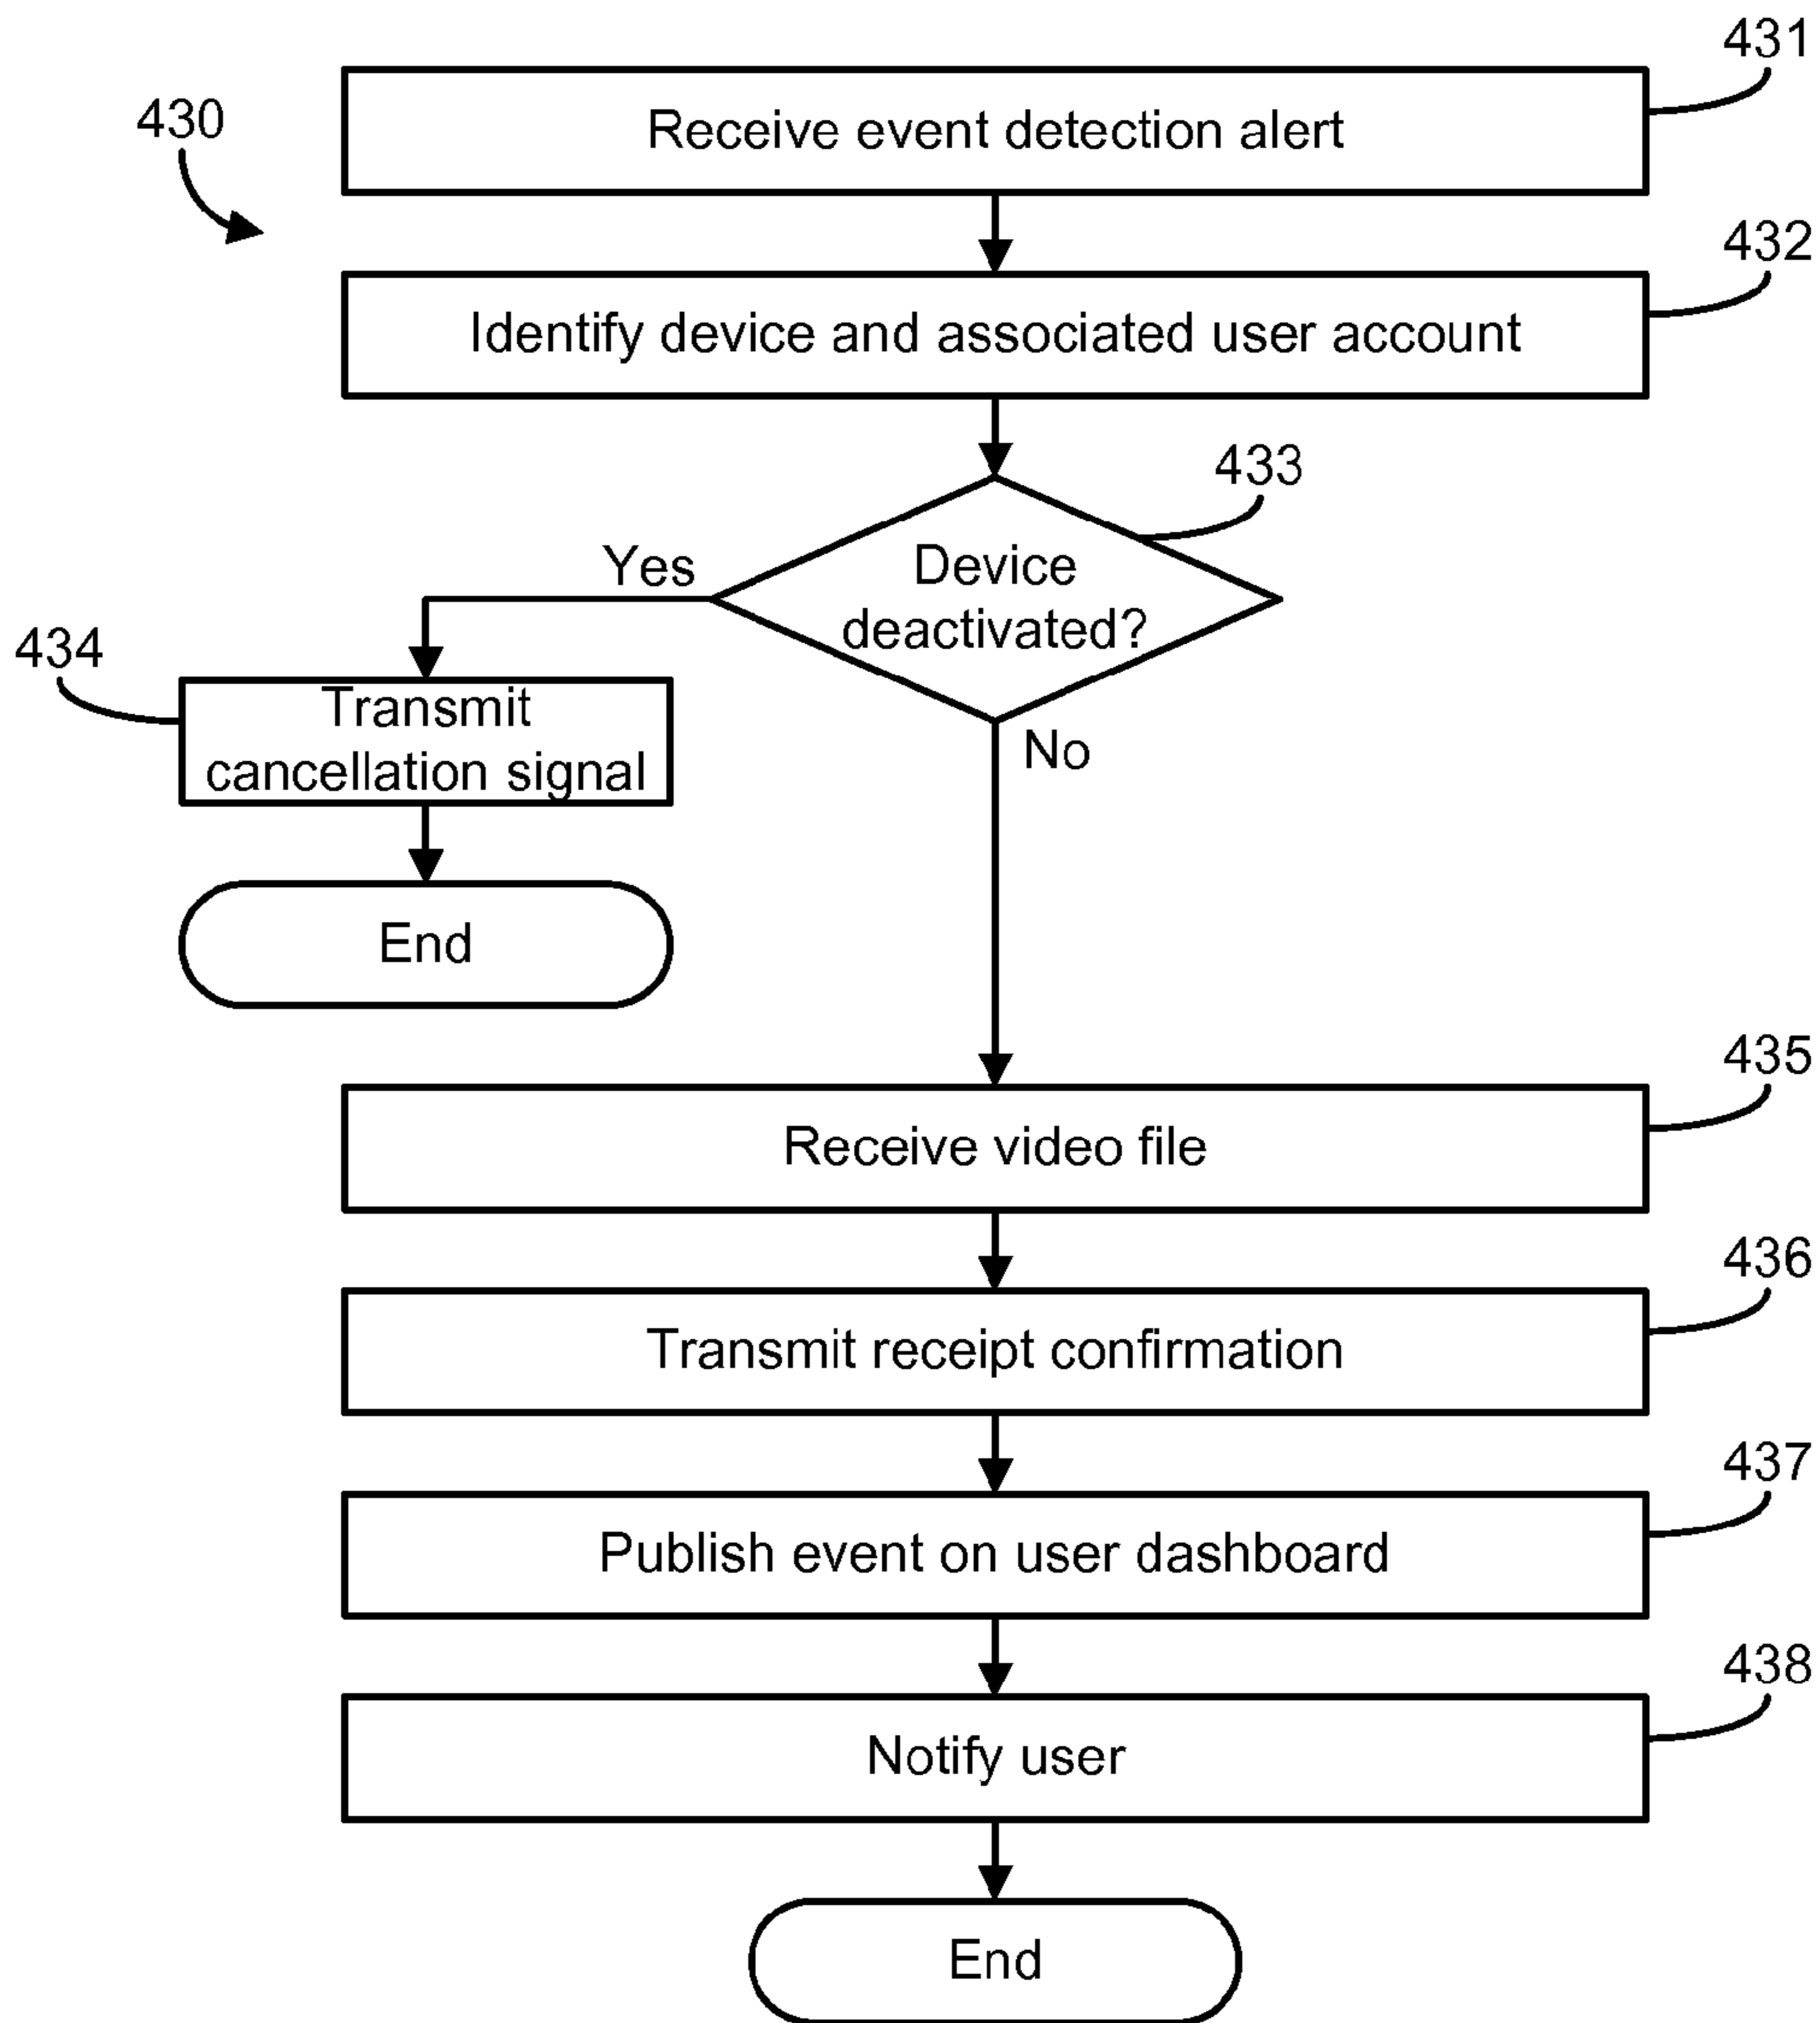 431
430
Receive event detection alert
432
Identify device and associated user account
433
Yes
Device
deactivated?
434
Transmit
cancellation signal
No
End
435
Receive video file
436
Transmit receipt confirmation
437
Publish event on user dashboard
438
Notify user
End